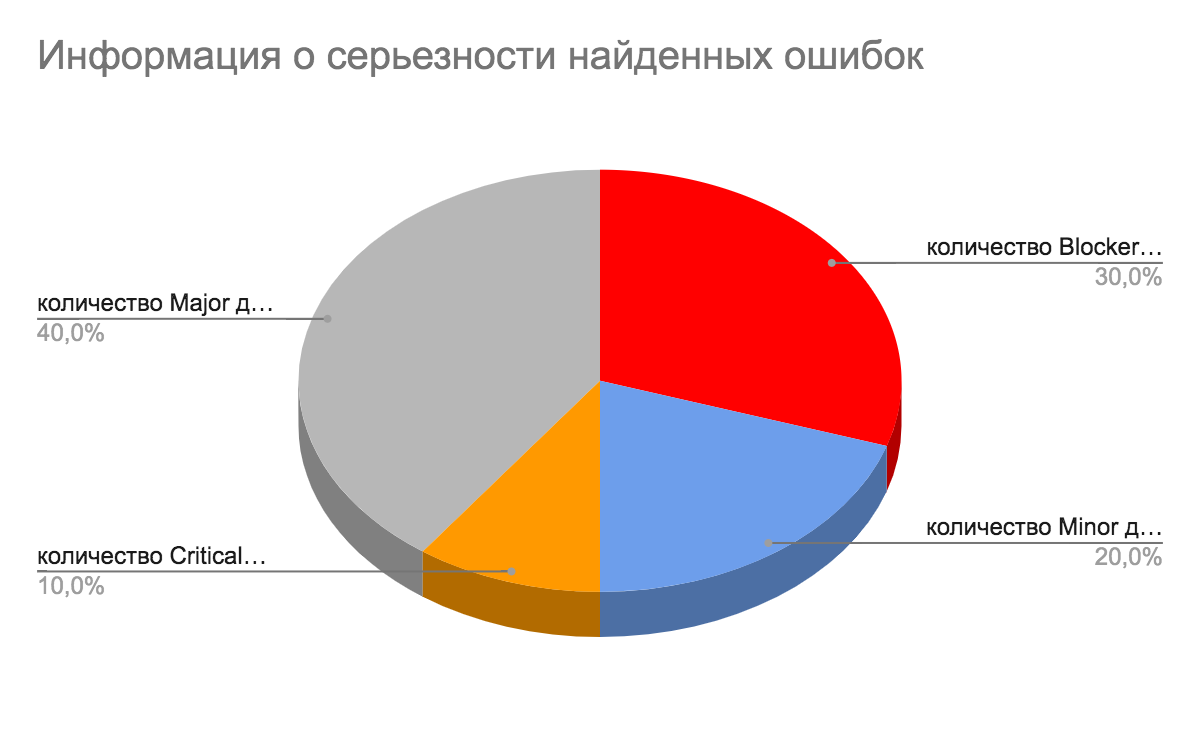 Информация о серьезности найденных ошибок
количество Blocker…
30,0%
количество Major д…
40,0%
количество Minor д…
20,0%
количество Critical…
10,0%